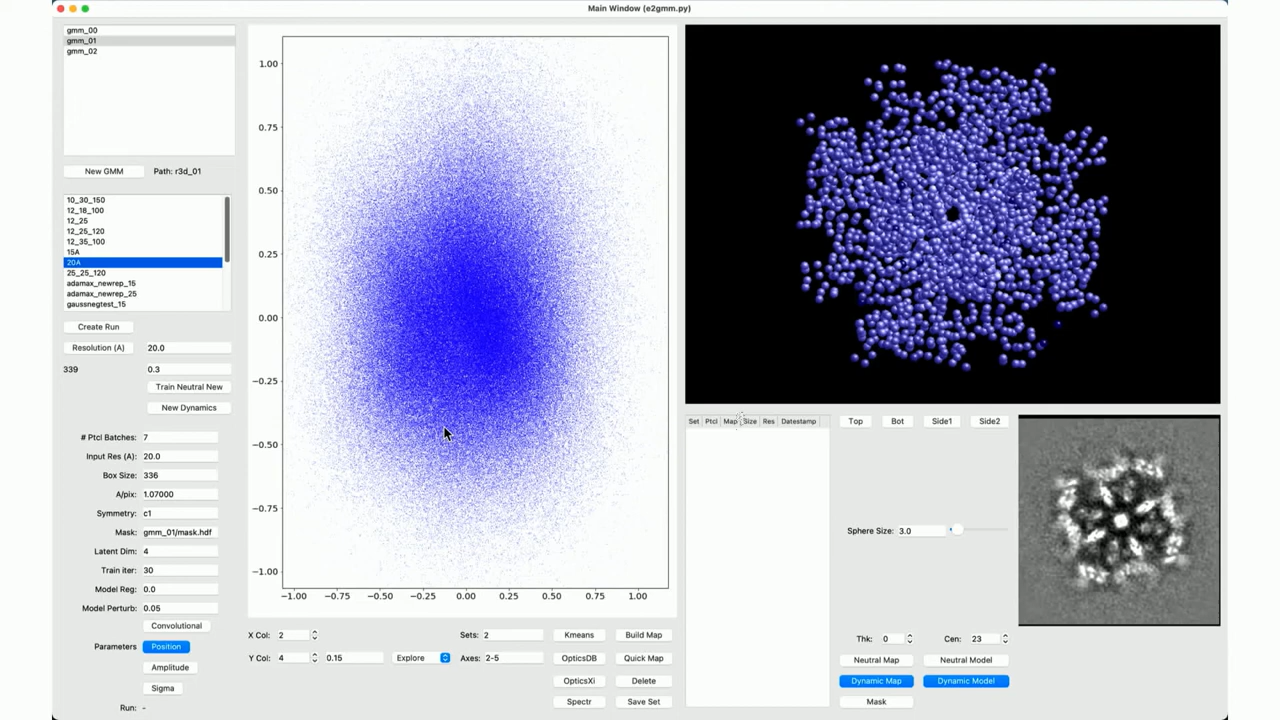 Main Window (e2gmm.py)
gmm_00
gmm_01
gmm_02
New GMM
Path: r3d_01
10_30_150
12_18_100
12_25
12_25_120
12_35_100
15A
20A
25_25_120
adamax_newrep_15
adamax_newrep_25
gaussnegtest_15
Create Run
Resolution (A) 20.0
339 0.3
Train Neutral New
New Dynamics
# Ptcl Batches: 7
Input Res (A): 20.0
Box Size: 336
A/pix: 1.07000
Symmetry: c1
Mask: gmm_01/mask.hdf
Latent Dim: 4
Train iter: 30
Model Reg: 0.0
Model Perturb: 0.05
Convolutional
Parameters Position
Amplitude
Sigma
Run: -
1.00
0.75
0.50
0.25
0.00
−0.25
−0.50
−0.75
−1.00
−1.00 −0.75 −0.50 −0.25 0.00 0.25 0.50 0.75 1.00
X Col: 2 Sets: 2 Kmeans Build Map
Y Col: 4 0.15 Explore Axes: 2-5 OpticsDB Quick Map
OpticsXi Delete
Spectr Save Set
Set Ptcl Map Size Res Datestamp
Top Bot Side1 Side2
Sphere Size: 3.0
Thk: 0 Cen: 23
Neutral Map Neutral Model
Dynamic Map Dynamic Model
Mask